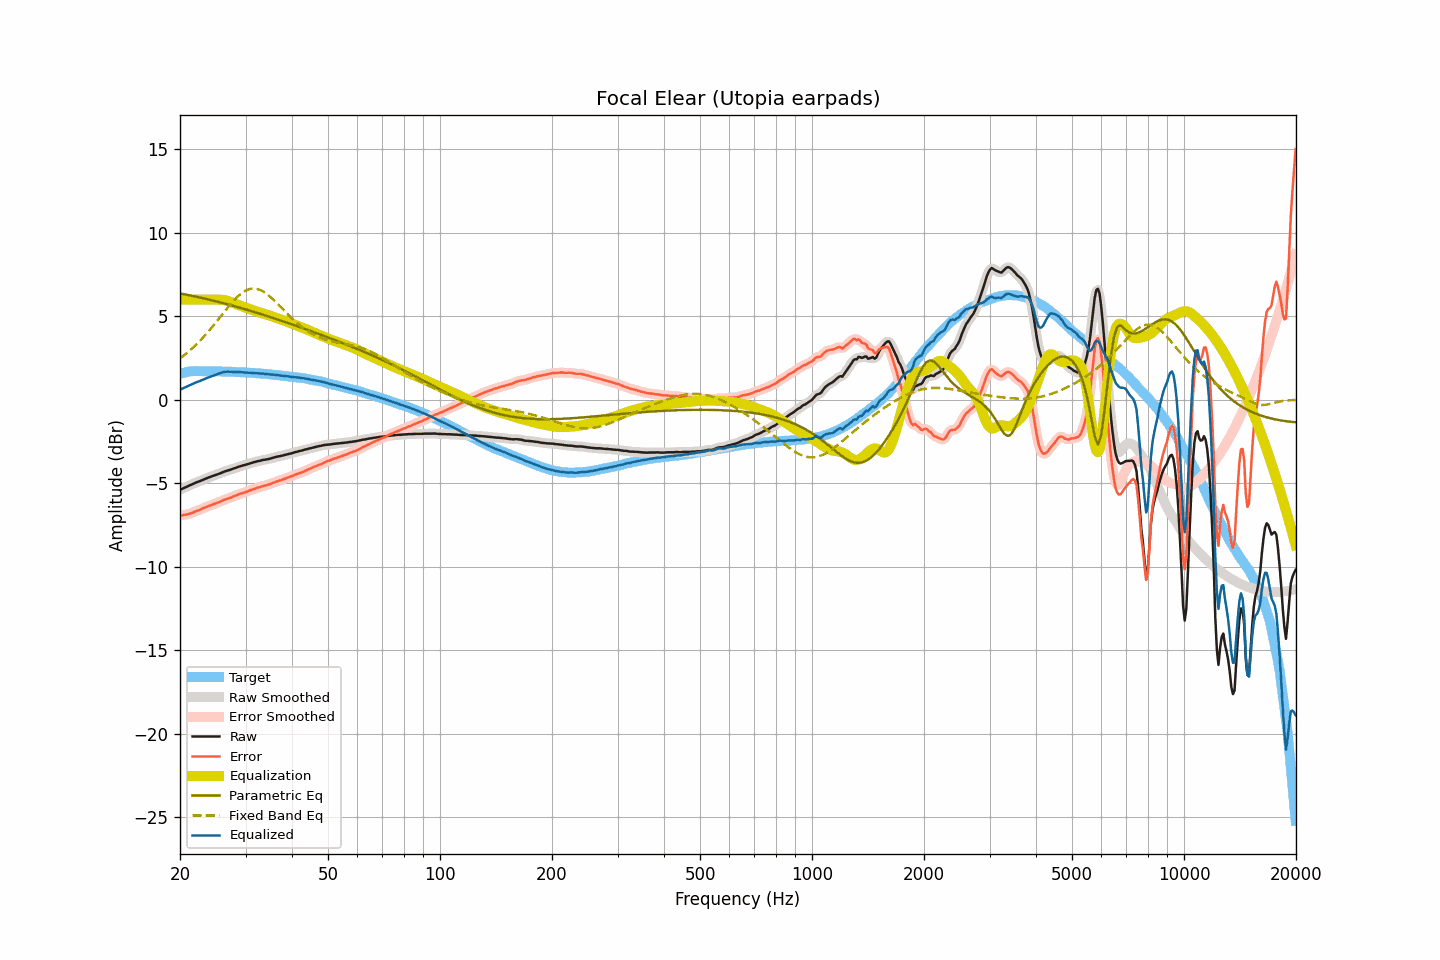 Focal Elear (Utopia earpads)
15
10
5
0
−5
−10
−15
−20
−25
Amplitude (dBr)
Target
Raw Smoothed
Error Smoothed
Raw
Error
Equalization
Parametric Eq
Fixed Band Eq
Equalized
20 50 100 200 500 1000 2000 5000 10000 20000
Frequency (Hz)